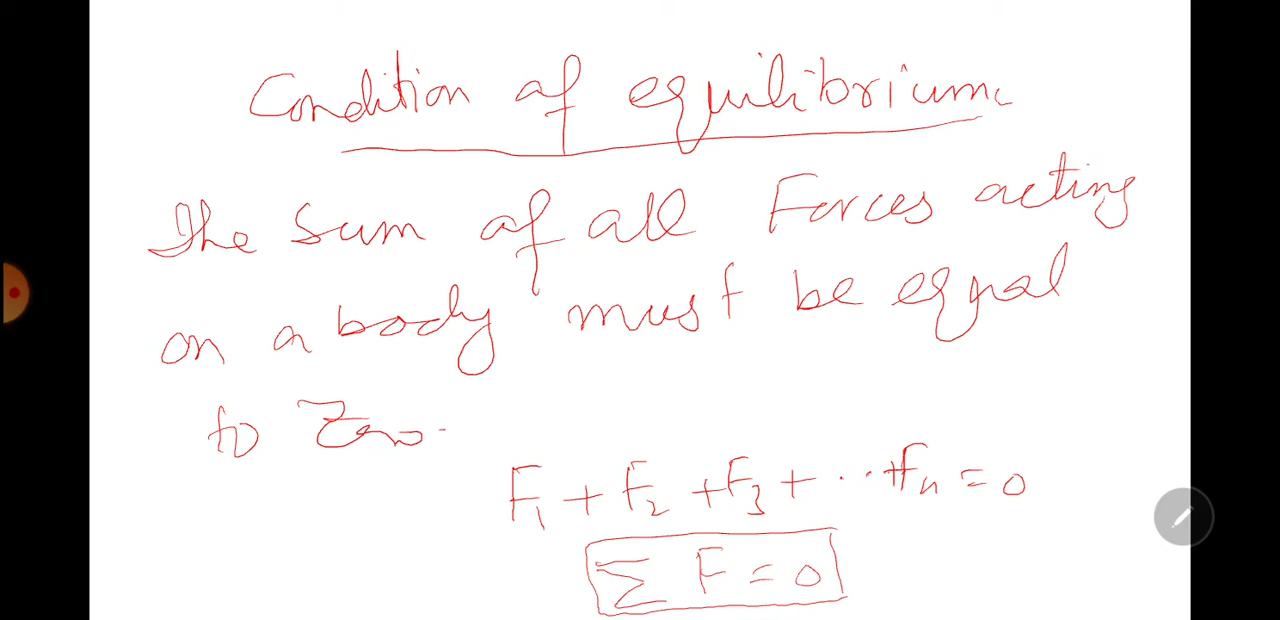 Condition of equilibrium
The Sum of all Forces acting
on a body must be equal
to Zero.
F₁ + F₂ + F₃ + ... + Fₙ = 0
∑ F = 0